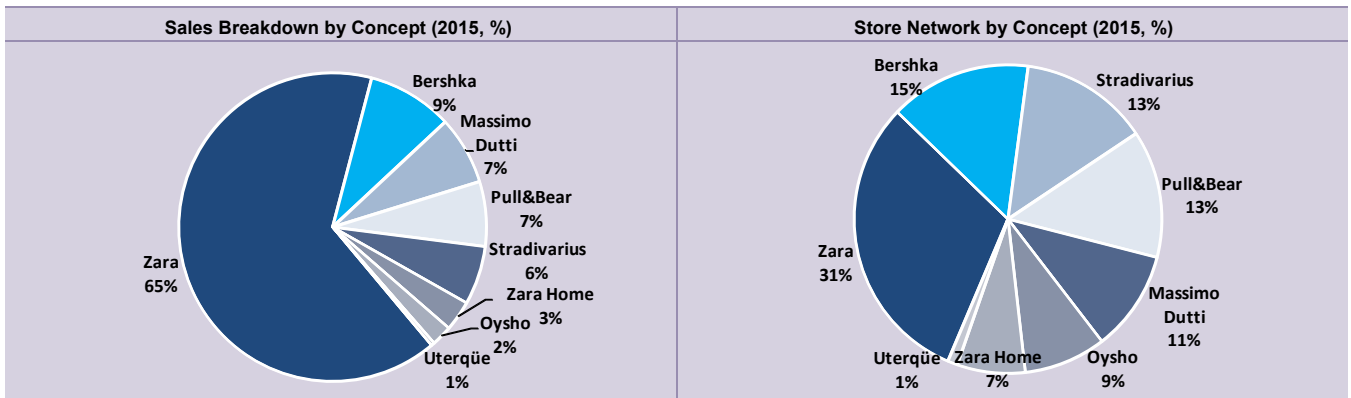 Sales Breakdown by Concept (2015, %)
Bershka
9%
Massimo
Dutti
7%
Pull&Bear
7%
Stradivarius
6%
Zara Home
3%
Oysho
2%
Uterqüe
1%
Zara
65%
Store Network by Concept (2015, %)
Bershka
15%
Stradivarius
13%
Pull&Bear
13%
Massimo
Dutti
11%
Oysho
9%
Zara Home
7%
Uterqüe
1%
Zara
31%